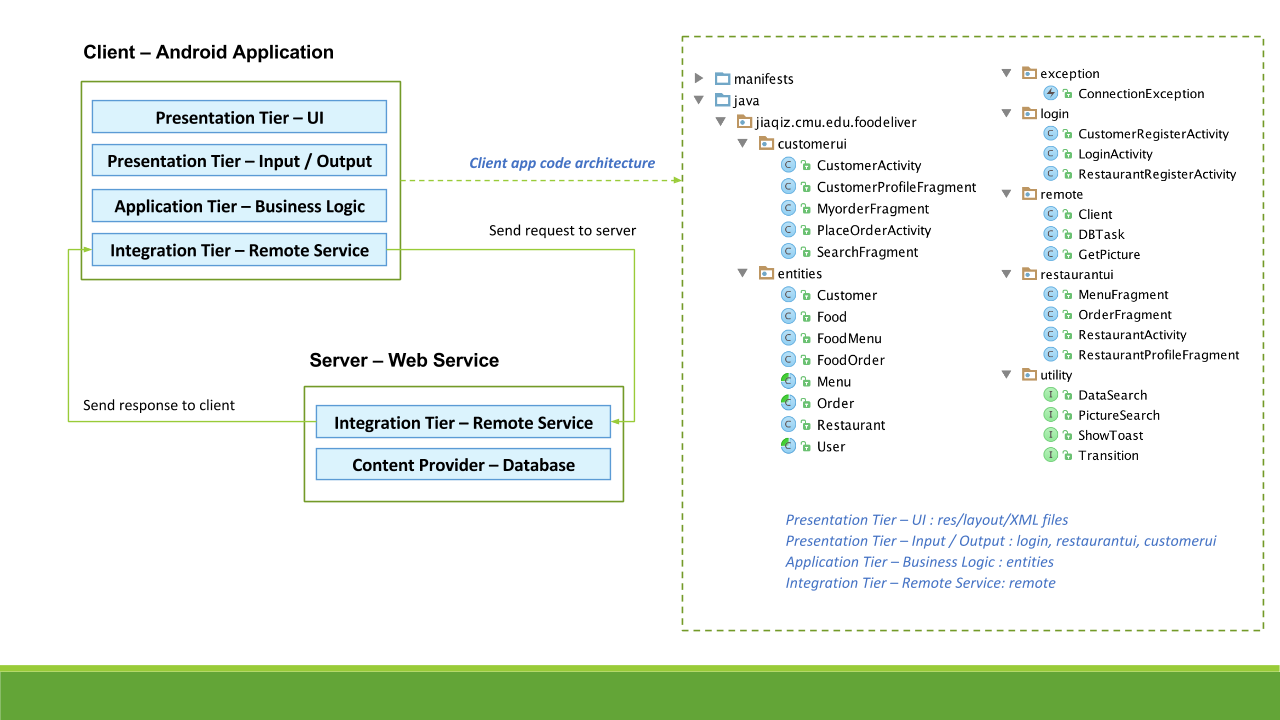 Client – Android Application
Presentation Tier – UI
Presentation Tier – Input / Output
Application Tier – Business Logic
Integration Tier – Remote Service
Client app code architecture
Send request to server
Server – Web Service
Send response to client
Integration Tier – Remote Service
Content Provider – Database
manifests
java
jiaqiz.cmu.edu.foodeliver
customerui
C CustomerActivity
C CustomerProfileFragment
C MyorderFragment
C PlaceOrderActivity
C SearchFragment
entities
C Customer
C Food
C FoodMenu
C FoodOrder
C Menu
C Order
C Restaurant
C User
exception
ConnectionException
login
C CustomerRegisterActivity
C LoginActivity
C RestaurantRegisterActivity
remote
C Client
C DBTask
C GetPicture
restaurantui
C MenuFragment
C OrderFragment
C RestaurantActivity
C RestaurantProfileFragment
utility
I DataSearch
I PictureSearch
I ShowToast
I Transition
Presentation Tier – UI : res/layout/XML files
Presentation Tier – Input / Output : login, restaurantui, customerui
Application Tier – Business Logic : entities
Integration Tier – Remote Service: remote